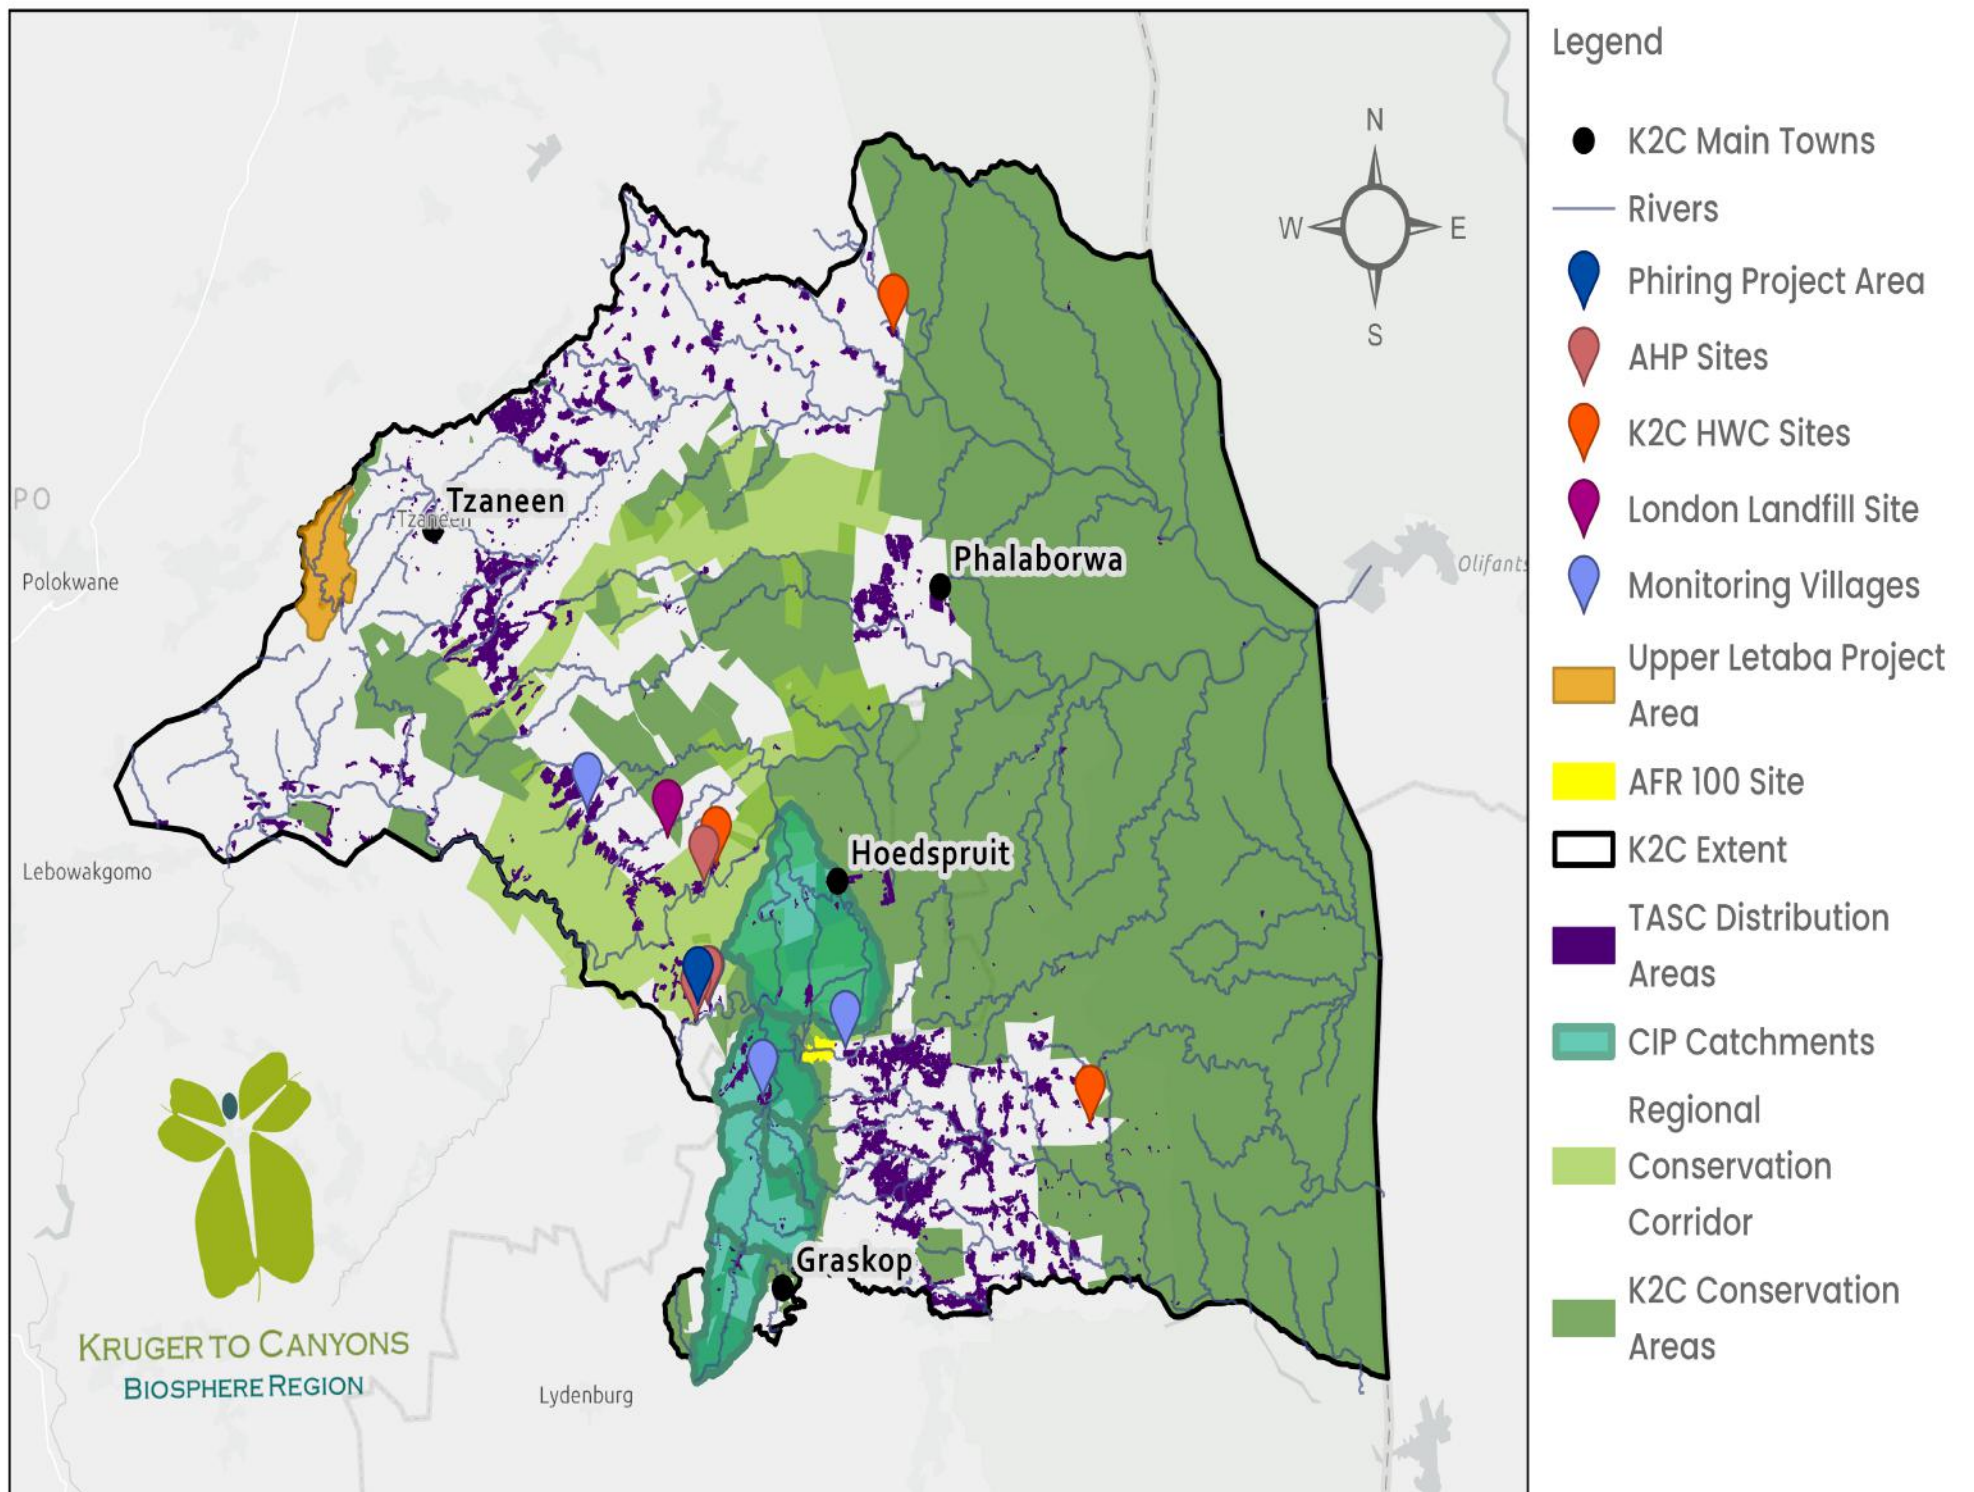 Legend
N
W
E
S
K2C Main Towns
Rivers
Phiring Project Area
AHP Sites
K2C HWC Sites
London Landfill Site
Monitoring Villages
Upper Letaba Project
Area
AFR 100 Site
K2C Extent
TASC Distribution
Areas
CIP Catchments
Regional
Conservation
Corridor
K2C Conservation
Areas
PO
Tzaneen
Tzaneen
Polokwane
Phalaborwa
Olifants
Hoedspruit
Lebowakgomo
Graskop
KRUGER TO CANYONS
BIOSPHERE REGION
Lydenburg